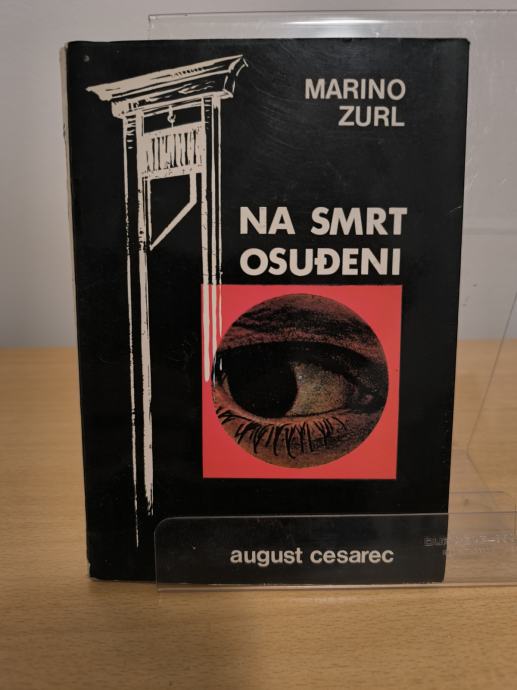 MARINO
ZURL
NA SMRT
OSUĐENI
august cesarec